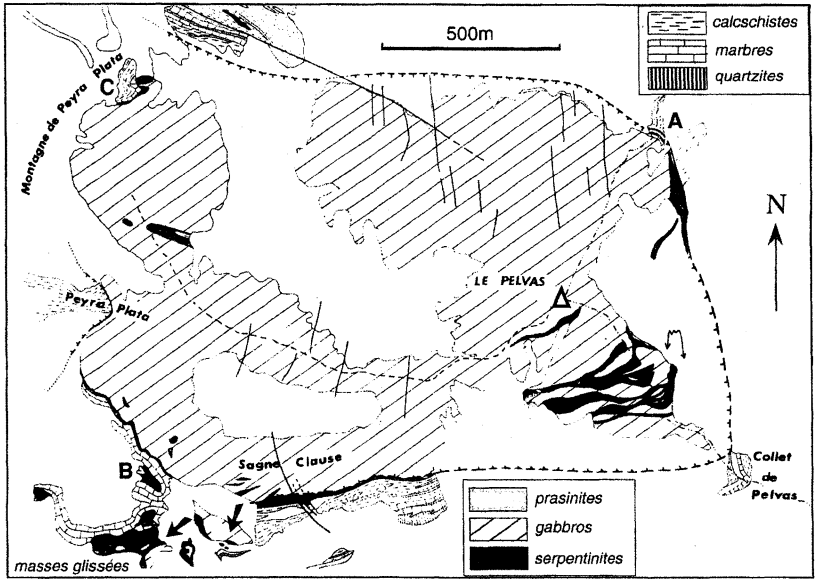 500m
calcschistes
marbres
quartzites
Montagne de Peyra Plata
C
A
N
LE PELVAS
Peyra Plata
Sagne Clause
B
Collet
de
Pelvas
prasinites
gabbros
serpentinites
masses glissées